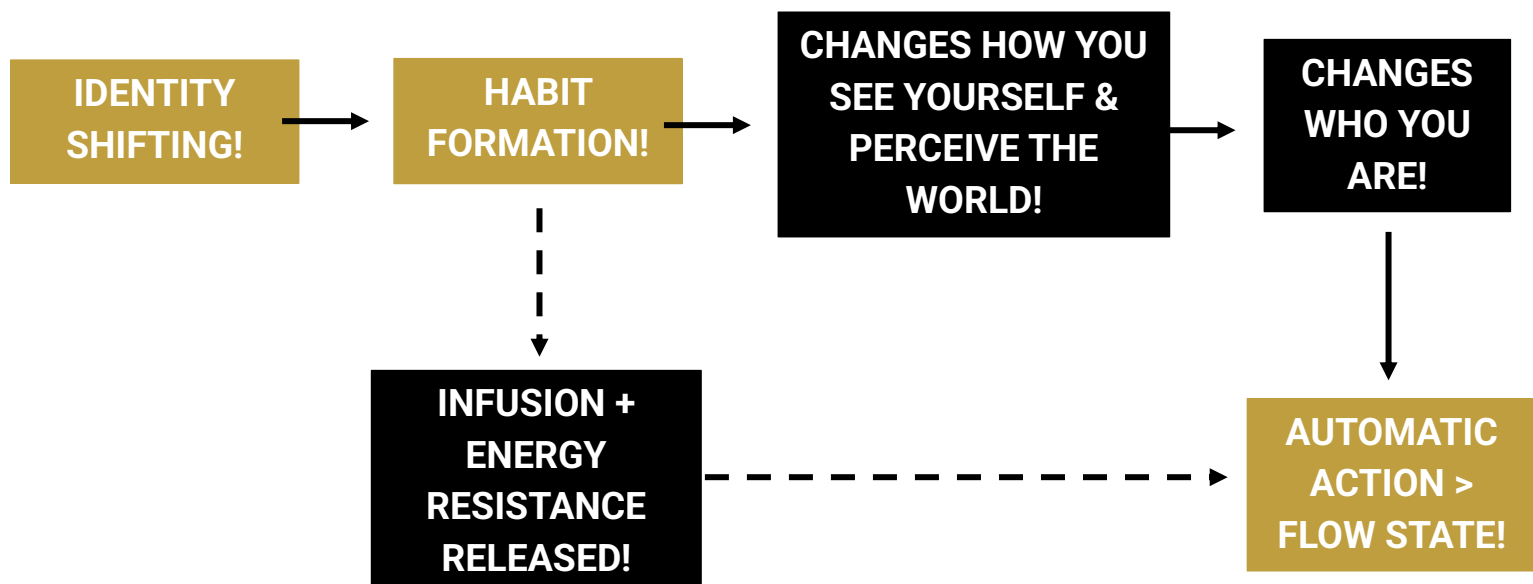 IDENTITY
SHIFTING!
HABIT
FORMATION!
CHANGES HOW YOU
SEE YOURSELF &
PERCEIVE THE
WORLD!
CHANGES
WHO YOU
ARE!
INFUSION +
ENERGY
RESISTANCE
RELEASED!
AUTOMATIC
ACTION >
FLOW STATE!